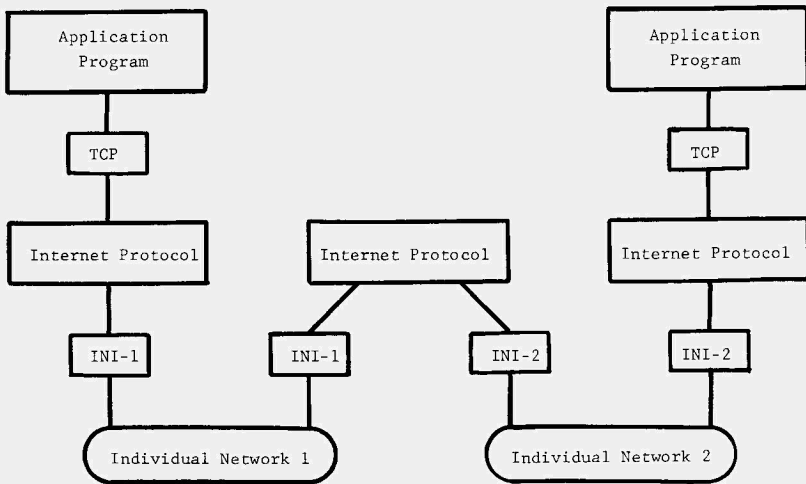 Application
Program
Application
Program
TCP
TCP
Internet Protocol
Internet Protocol
Internet Protocol
INI-1
INI-1
INI-2
INI-2
Individual Network 1
Individual Network 2